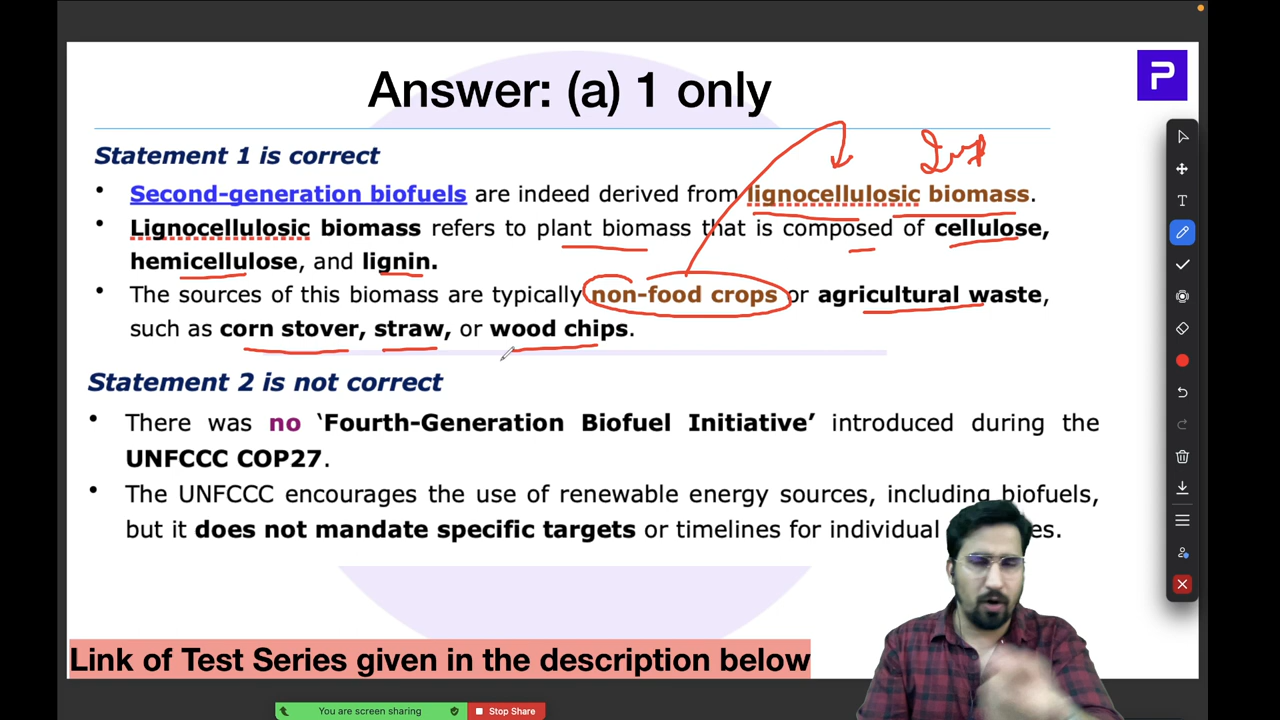 Answer: (a) 1 only
P
Statement 1 is correct
Imp
• Second-generation biofuels are indeed derived from lignocellulosic biomass.
• Lignocellulosic biomass refers to plant biomass that is composed of cellulose,
hemicellulose, and lignin.
• The sources of this biomass are typically non-food crops or agricultural waste,
such as corn stover, straw, or wood chips.
Statement 2 is not correct
• There was no ‘Fourth-Generation Biofuel Initiative’ introduced during the
UNFCCC COP27.
• The UNFCCC encourages the use of renewable energy sources, including biofuels,
but it does not mandate specific targets or timelines for individual es.
Link of Test Series given in the description below
You are screen sharing
Stop Share
T